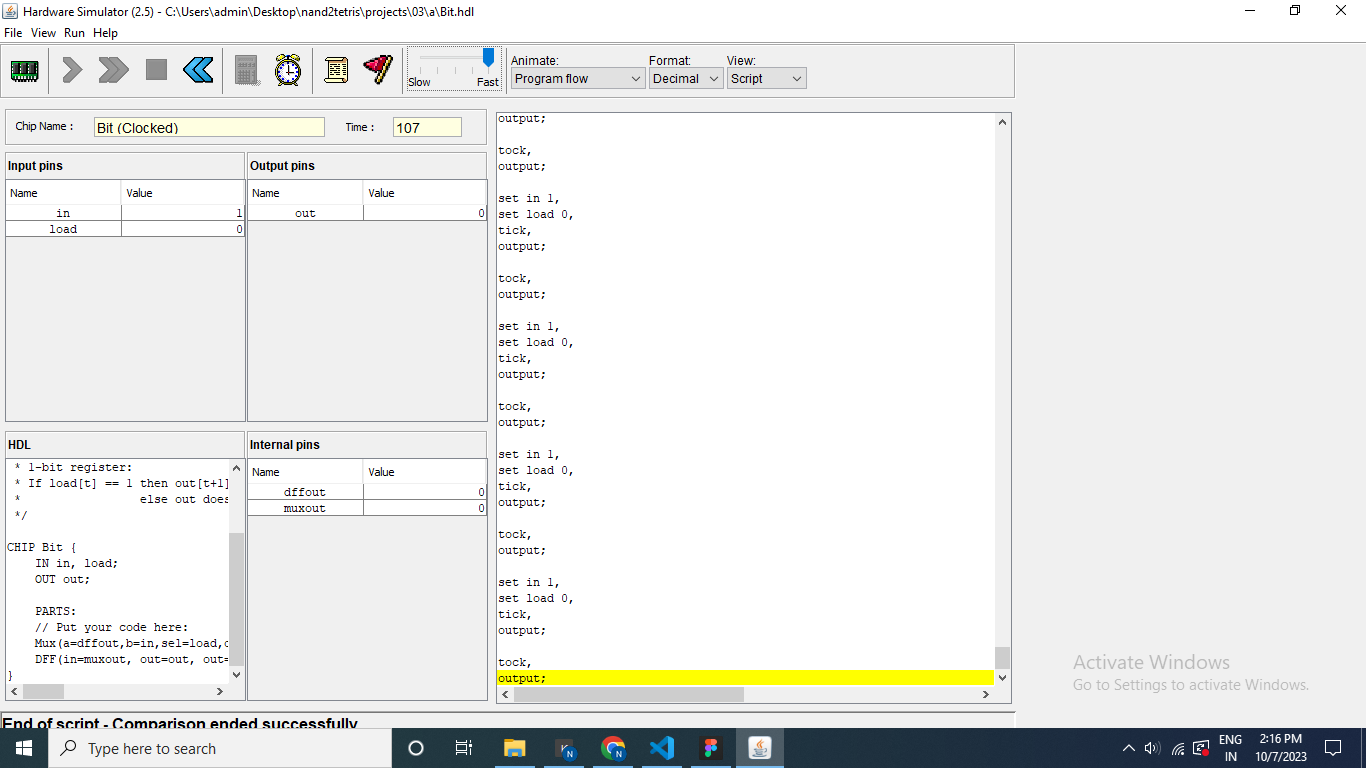 Hardware Simulator (2.5) - C:\Users\admin\Desktop\nand2tetris\projects\03\a\Bit.hdl
File View Run Help
Slow Fast
Animate: Format: View:
Program flow Decimal Script
Chip Name : Bit (Clocked) Time : 107
Input pins
Name Value
in 1
load 0
Output pins
Name Value
out 0
HDL
* 1-bit register:
* If load[t] == 1 then out[t+1]
* else out does
*/
CHIP Bit {
IN in, load;
OUT out;
PARTS:
// Put your code here:
Mux(a=dffout,b=in,sel=load,
DFF(in=muxout, out=out, out=
}
Internal pins
Name Value
dffout 0
muxout 0
output;
tock,
output;
set in 1,
set load 0,
tick,
output;
tock,
output;
set in 1,
set load 0,
tick,
output;
tock,
output;
set in 1,
set load 0,
tick,
output;
tock,
output;
set in 1,
set load 0,
tick,
output;
tock,
output;
End of script - Comparison ended successfully
Activate Windows
Go to Settings to activate Windows.
Type here to search
N
N
ENG
IN
2:16 PM
10/7/2023